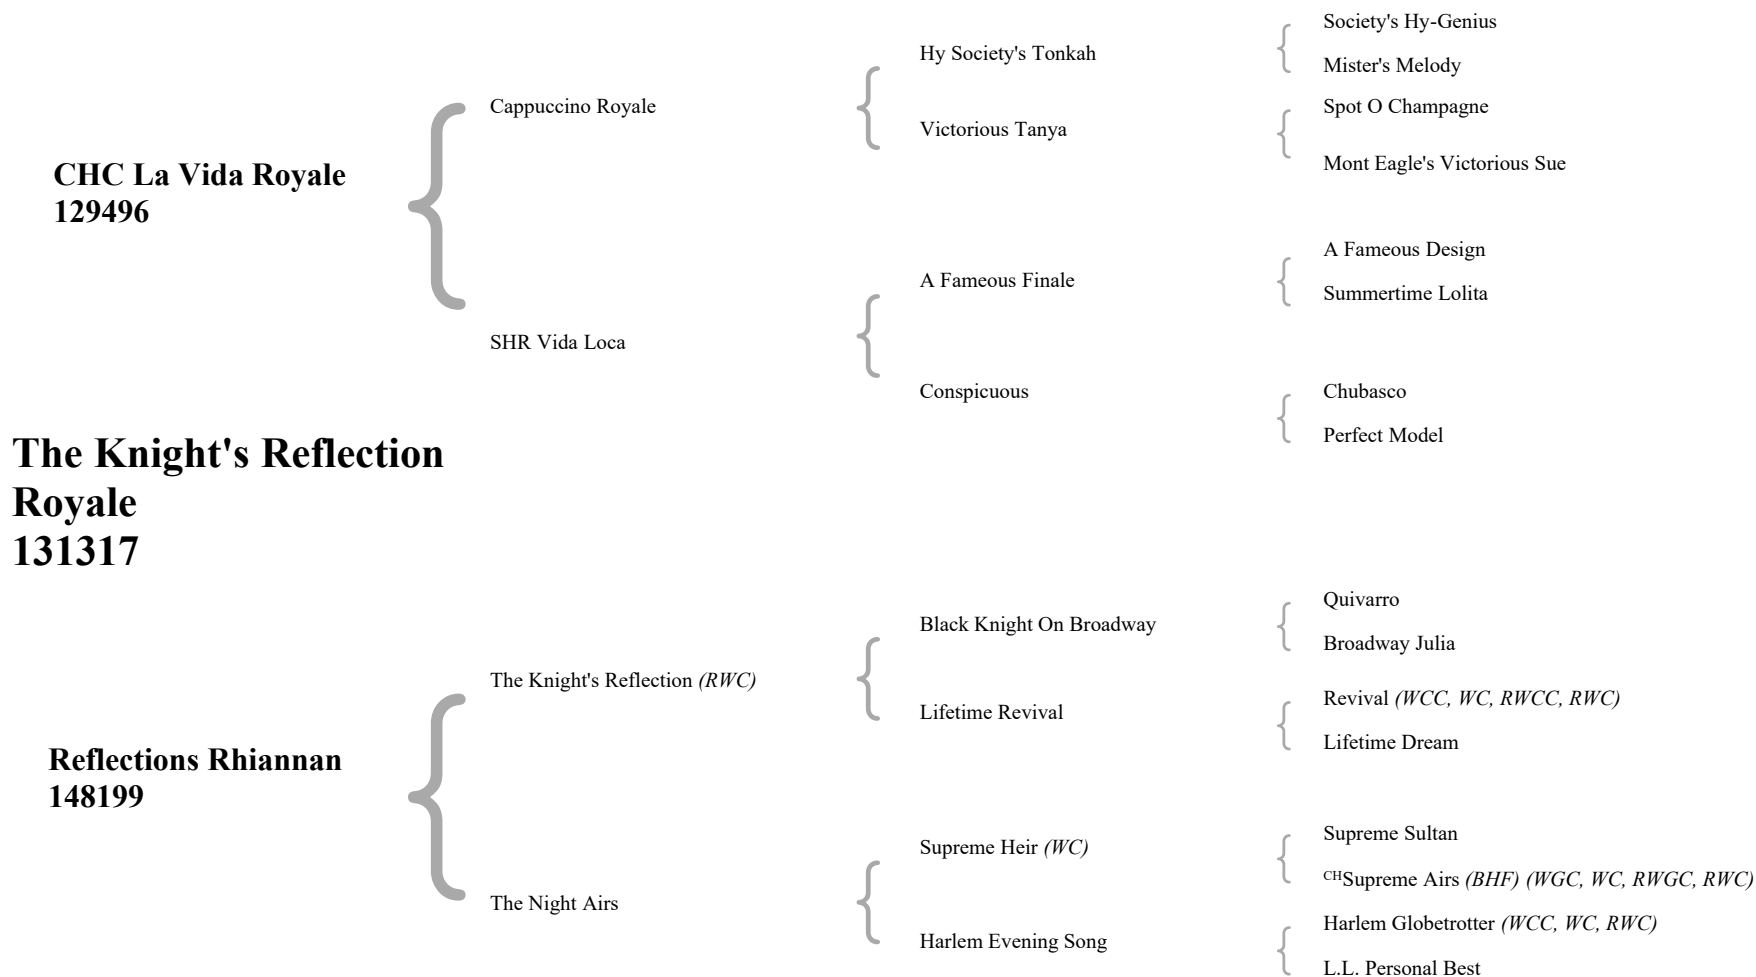 Society's Hy-Genius
Hy Society's Tonkah
Mister's Melody
Cappuccino Royale
Spot O Champagne
Victorious Tanya
Mont Eagle's Victorious Sue
CHC La Vida Royale
129496
A Fameous Design
A Fameous Finale
Summertime Lolita
SHR Vida Loca
Conspicuous
Chubasco
Perfect Model
The Knight's Reflection
Royale
131317
Quivarro
Black Knight On Broadway
Broadway Julia
The Knight's Reflection (RWC)
Revival (WCC, WC, RWCC, RWC)
Lifetime Revival
Lifetime Dream
Reflections Rhiannan
148199
Supreme Sultan
Supreme Heir (WC)
CHSupreme Airs (BHF) (WGC, WC, RWGC, RWC)
The Night Airs
Harlem Globetrotter (WCC, WC, RWC)
Harlem Evening Song
L.L. Personal Best